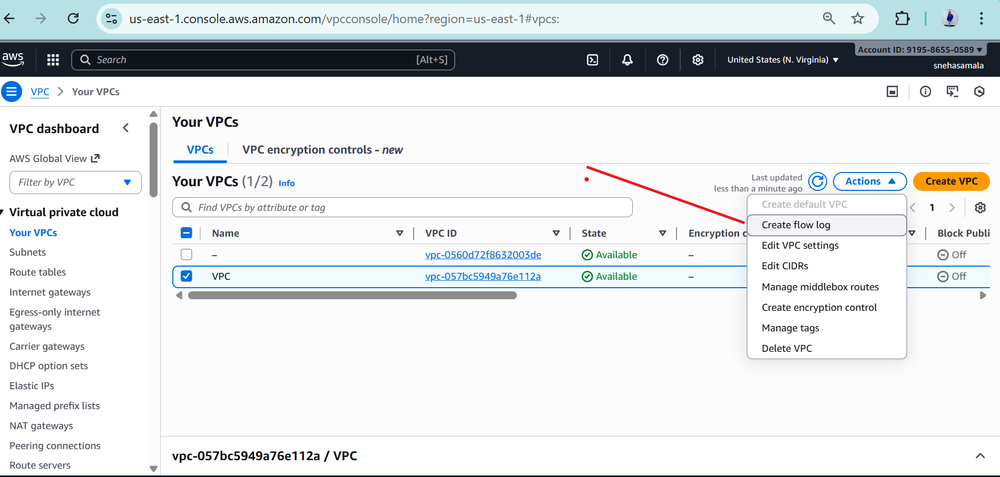 us-east-1.console.aws.amazon.com/vpcconsole/home?region=us-east-1#vpcs:
aws
Search
[Alt+S]
United States (N. Virginia)
Account ID: 9195-8655-0589
snehasamala
VPC
Your VPCs
VPC dashboard
AWS Global View
Filter by VPC
Virtual private cloud
Your VPCs
Subnets
Route tables
Internet gateways
Egress-only internet
gateways
Carrier gateways
DHCP option sets
Elastic IPs
Managed prefix lists
NAT gateways
Peering connections
Route servers
Your VPCs
VPCs
VPC encryption controls - new
Your VPCs (1/2) Info
Last updated
less than a minute ago
Actions
Create VPC
Find VPCs by attribute or tag
1
Name
VPC ID
State
Encryption c
Block Publi
–
vpc-0560d72f8632003de
Available
–
Off
VPC
vpc-057bc5949a76e112a
Available
–
Off
Create default VPC
Create flow log
Edit VPC settings
Edit CIDRs
Manage middlebox routes
Create encryption control
Manage tags
Delete VPC
vpc-057bc5949a76e112a / VPC